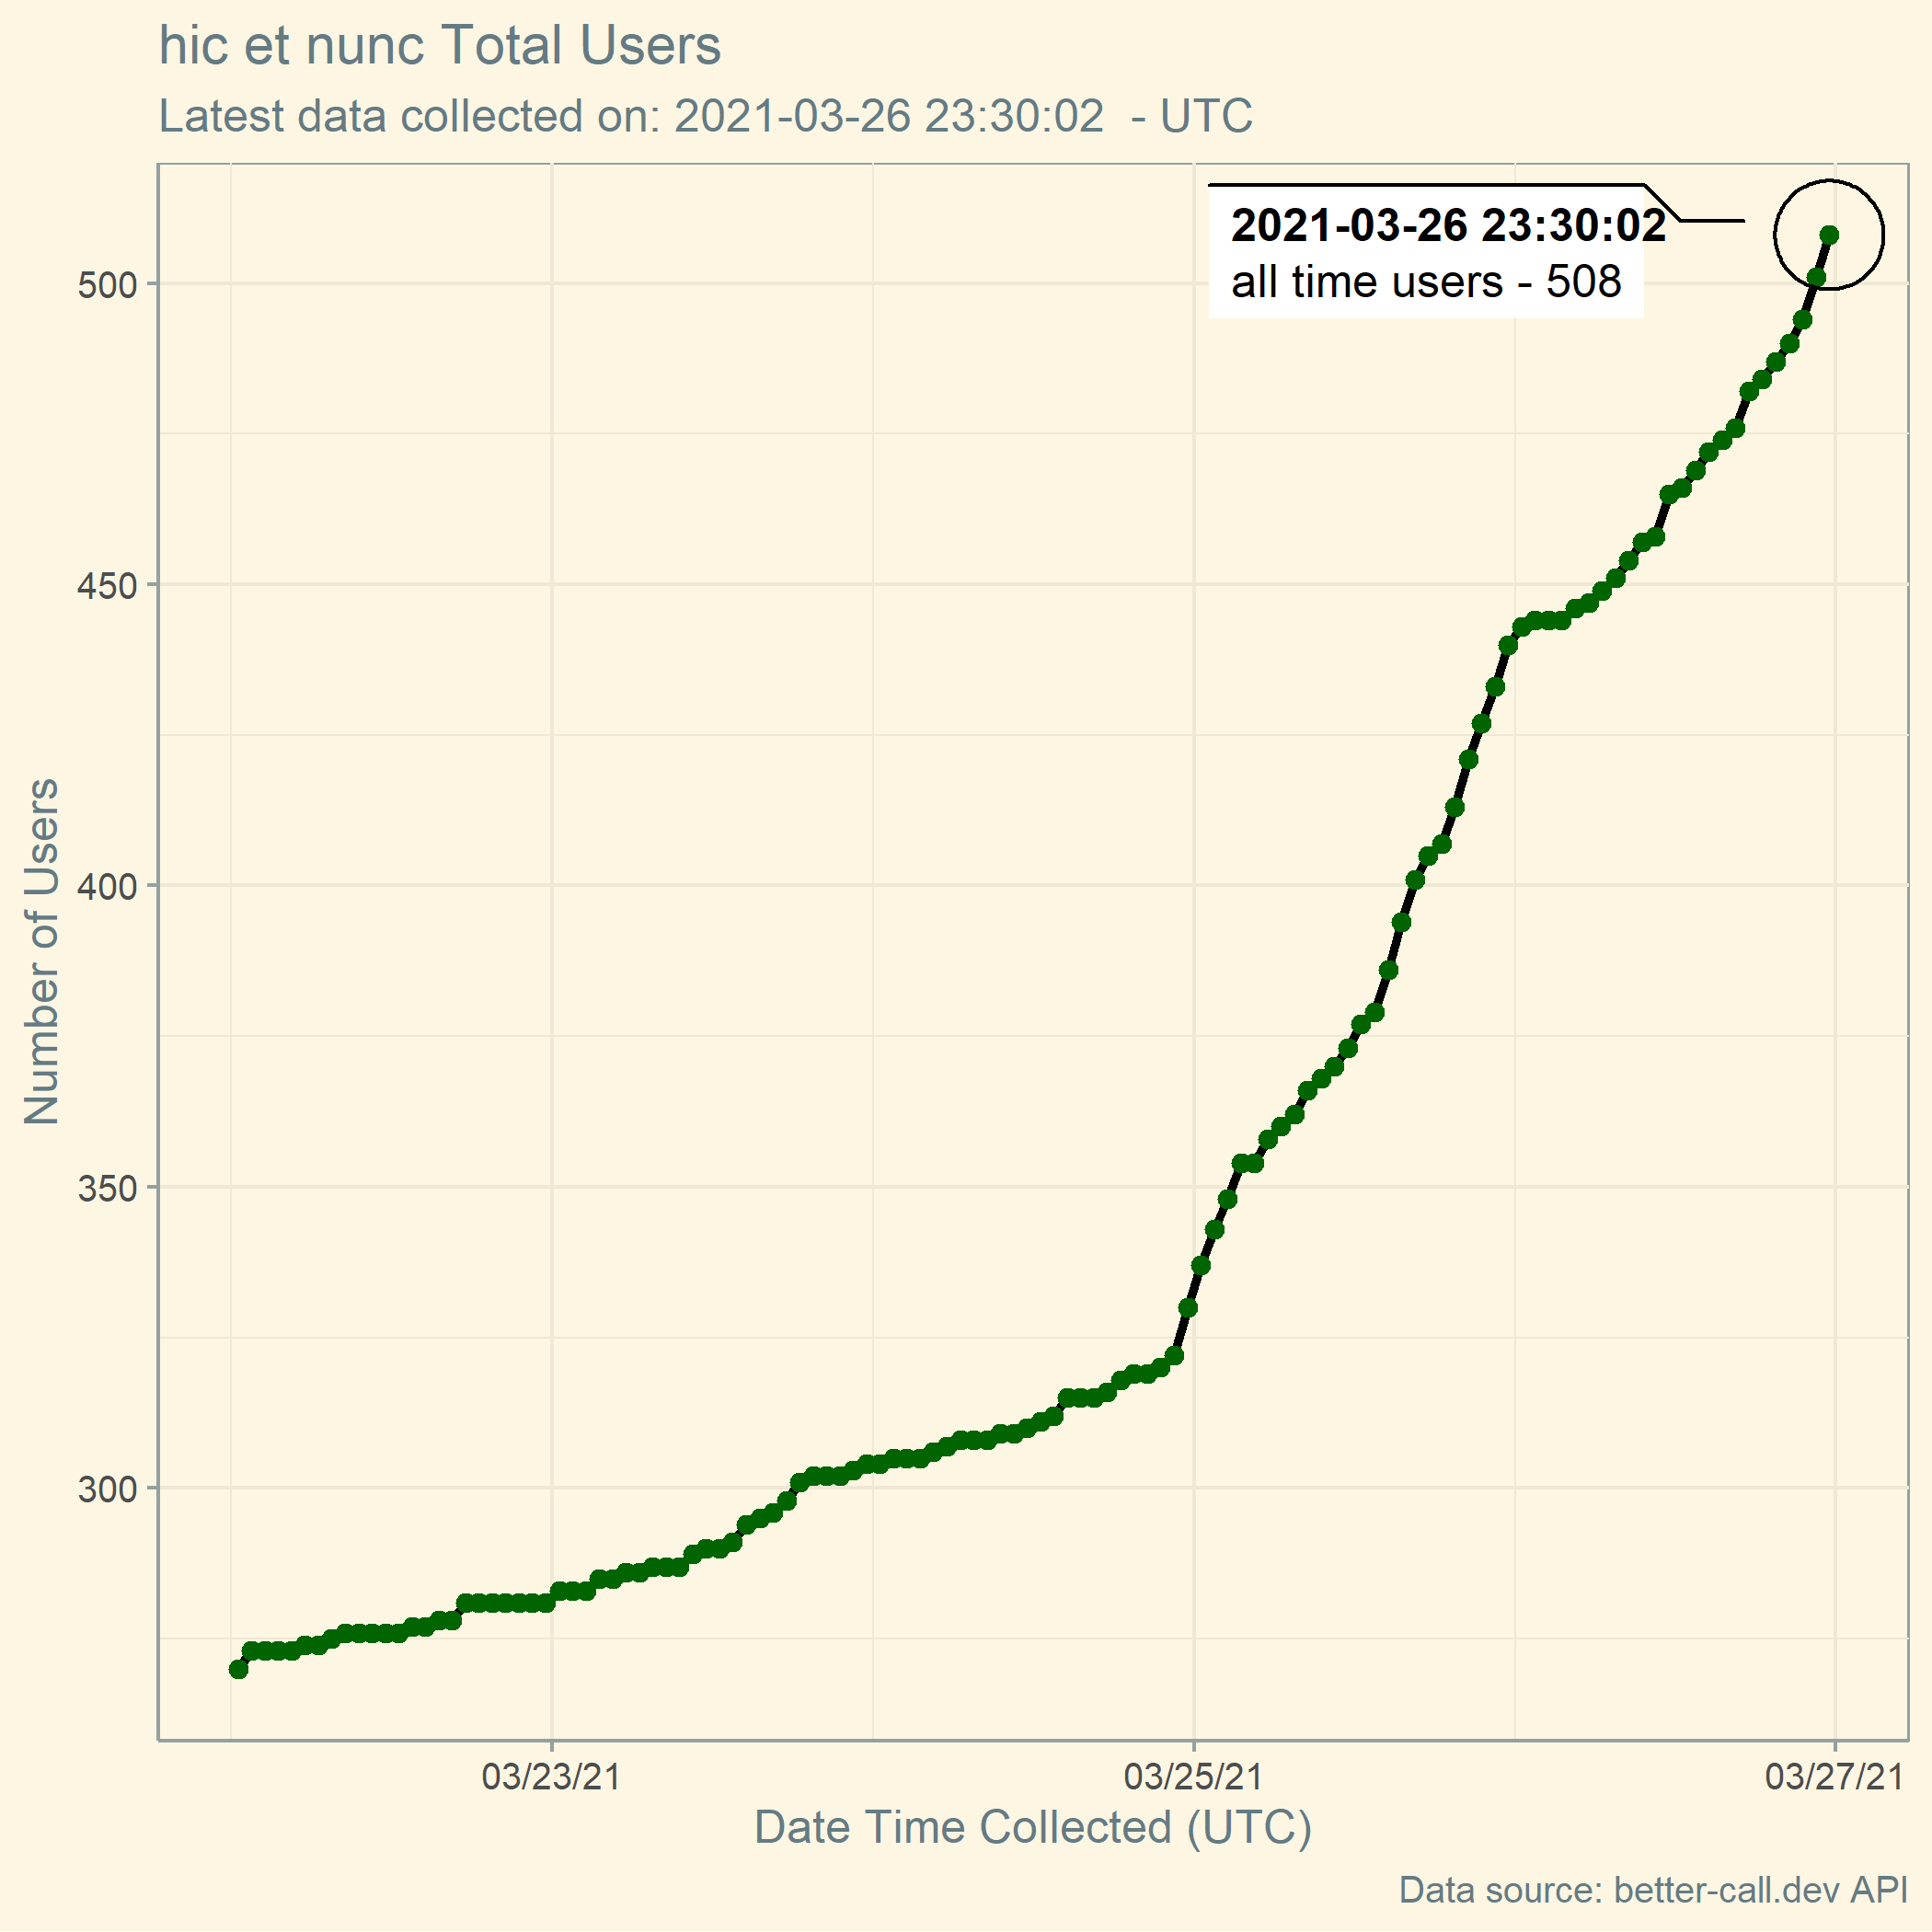 hic et nunc Total Users
Latest data collected on: 2021-03-26 23:30:02  - UTC
2021-03-26 23:30:02
all time users - 508
500
450
400
350
300
Number of Users
03/23/21
03/25/21
03/27/21
Date Time Collected (UTC)
Data source: better-call.dev API